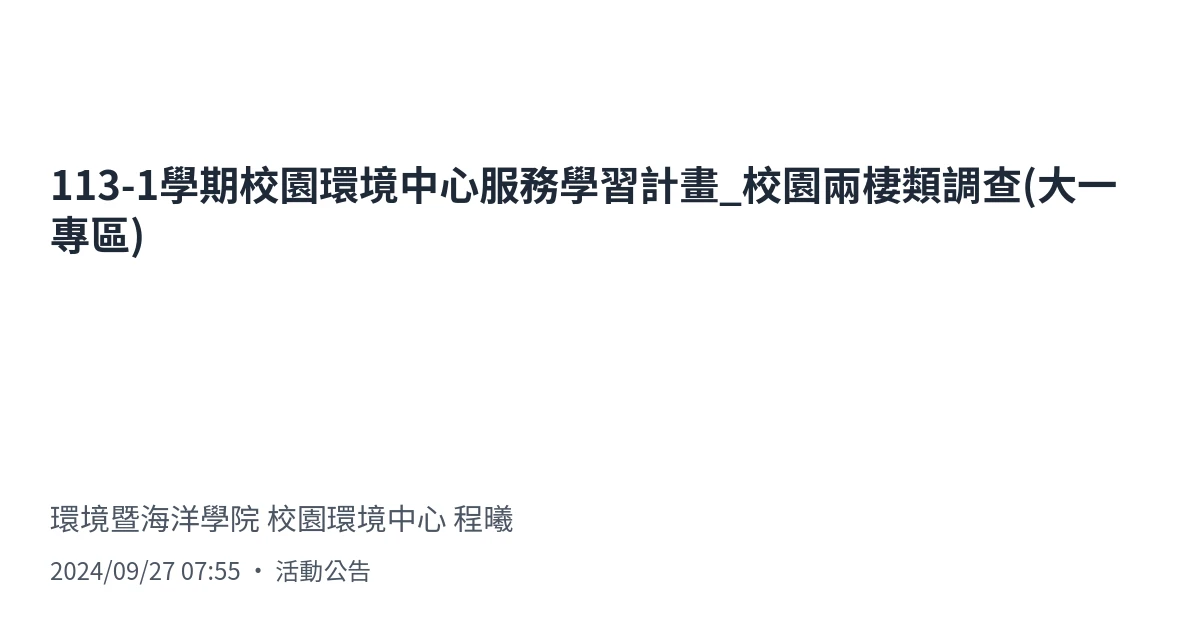 113-1學期校園環境中心服務學習計畫_校園兩棲類調查(大一
專區)
環境暨海洋學院 校園環境中心 程曦
2024/09/27 07:55 ・ 活動公告